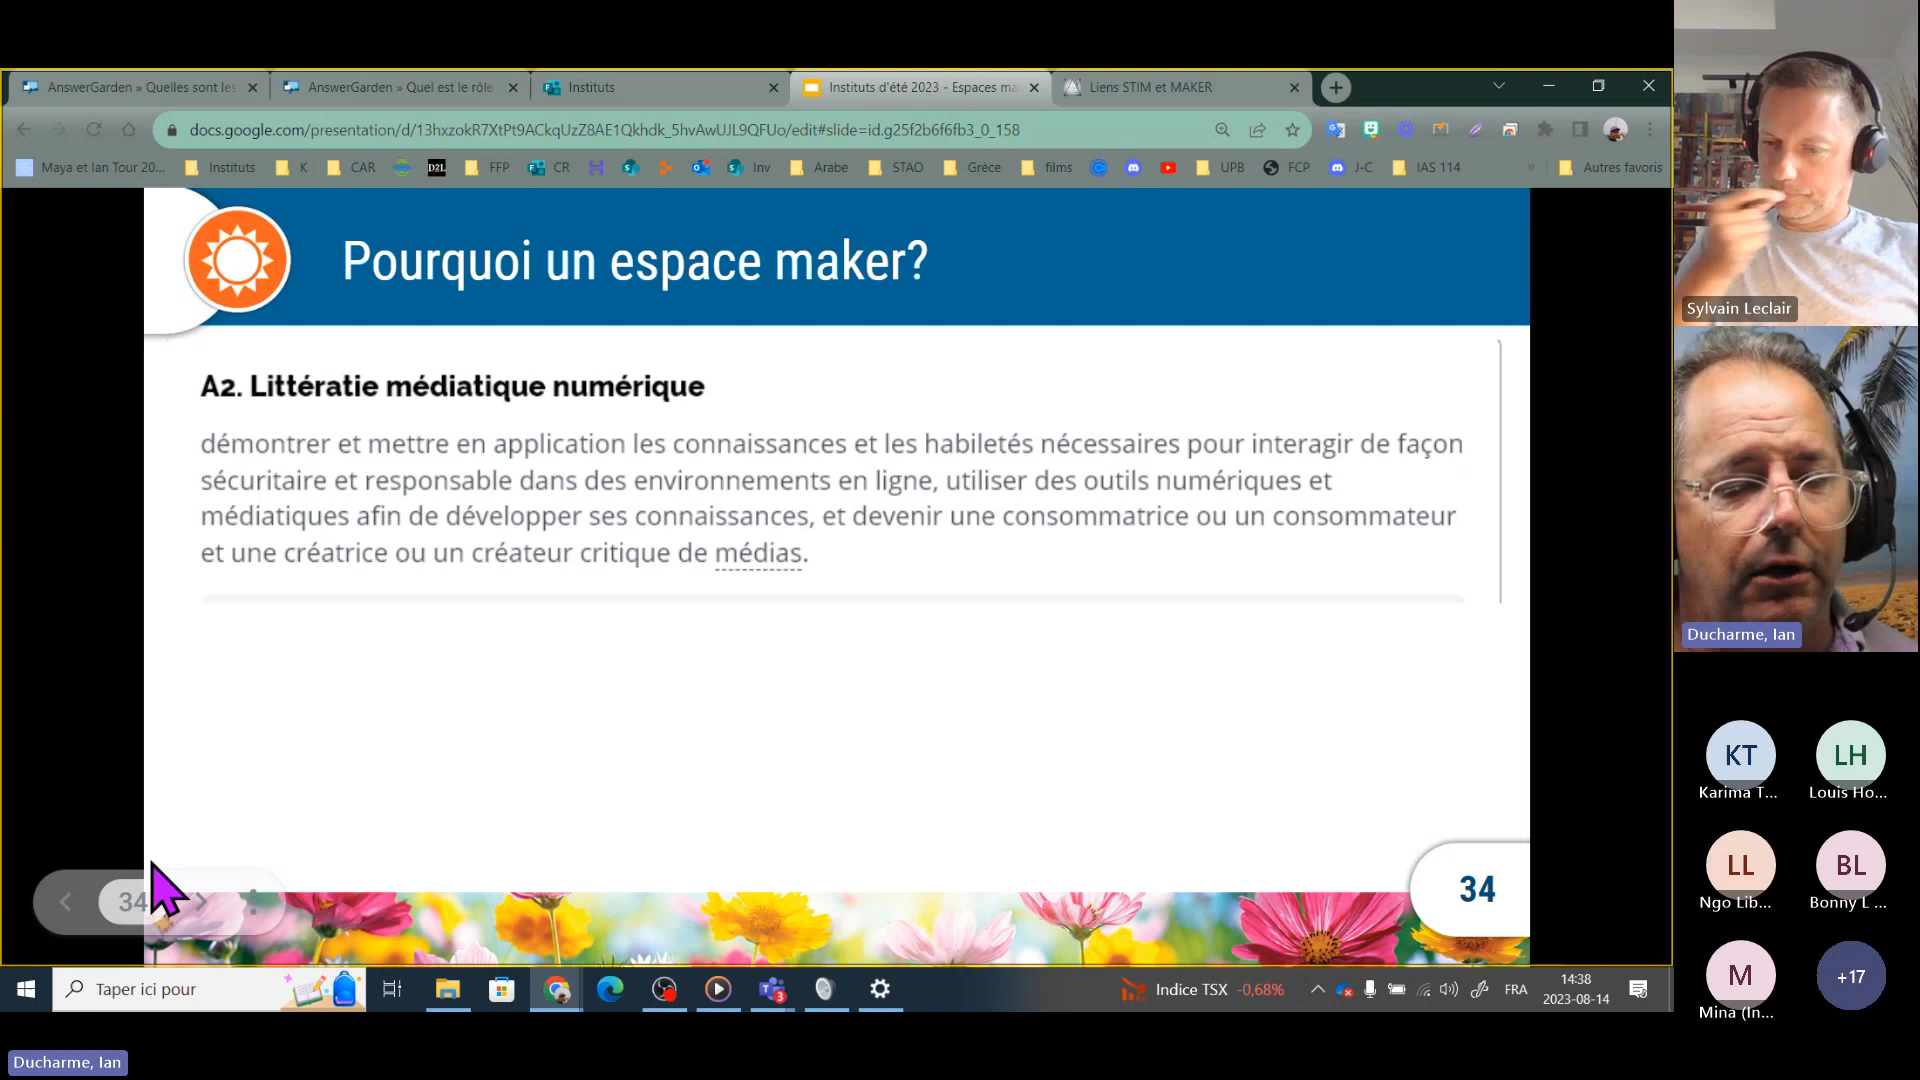 AnswerGarden » Quelles sont les
AnswerGarden » Quel est le rôle
Instituts
Instituts d'été 2023 - Espaces ma
Liens STIM et MAKER
docs.google.com/presentation/d/13hxzokR7XtPt9ACkqUzZ8AE1Qkhdk_5hvAwUJL9QFUo/edit#slide=id.g25f2b6f6fb3_0_158
Maya et Ian Tour 20...
Instituts
K
CAR
D2L
FFP
CR
Inv
Arabe
STAO
Grèce
films
UPB
FCP
J-C
IAS 114
»
Autres favoris
Pourquoi un espace maker?
A2. Littératie médiatique numérique
démontrer et mettre en application les connaissances et les habiletés nécessaires pour interagir de façon
sécuritaire et responsable dans des environnements en ligne, utiliser des outils numériques et
médiatiques afin de développer ses connaissances, et devenir une consommatrice ou un consommateur
et une créatrice ou un créateur critique de médias.
34
34
Taper ici pour
3
Indice TSX -0,68%
FRA
14:38
2023-08-14
Sylvain Leclair
Ducharme, Ian
KT
Karima T...
LH
Louis Ho...
LL
Ngo Lib...
BL
Bonny L ...
M
Mina (In...
+17
Ducharme, Ian